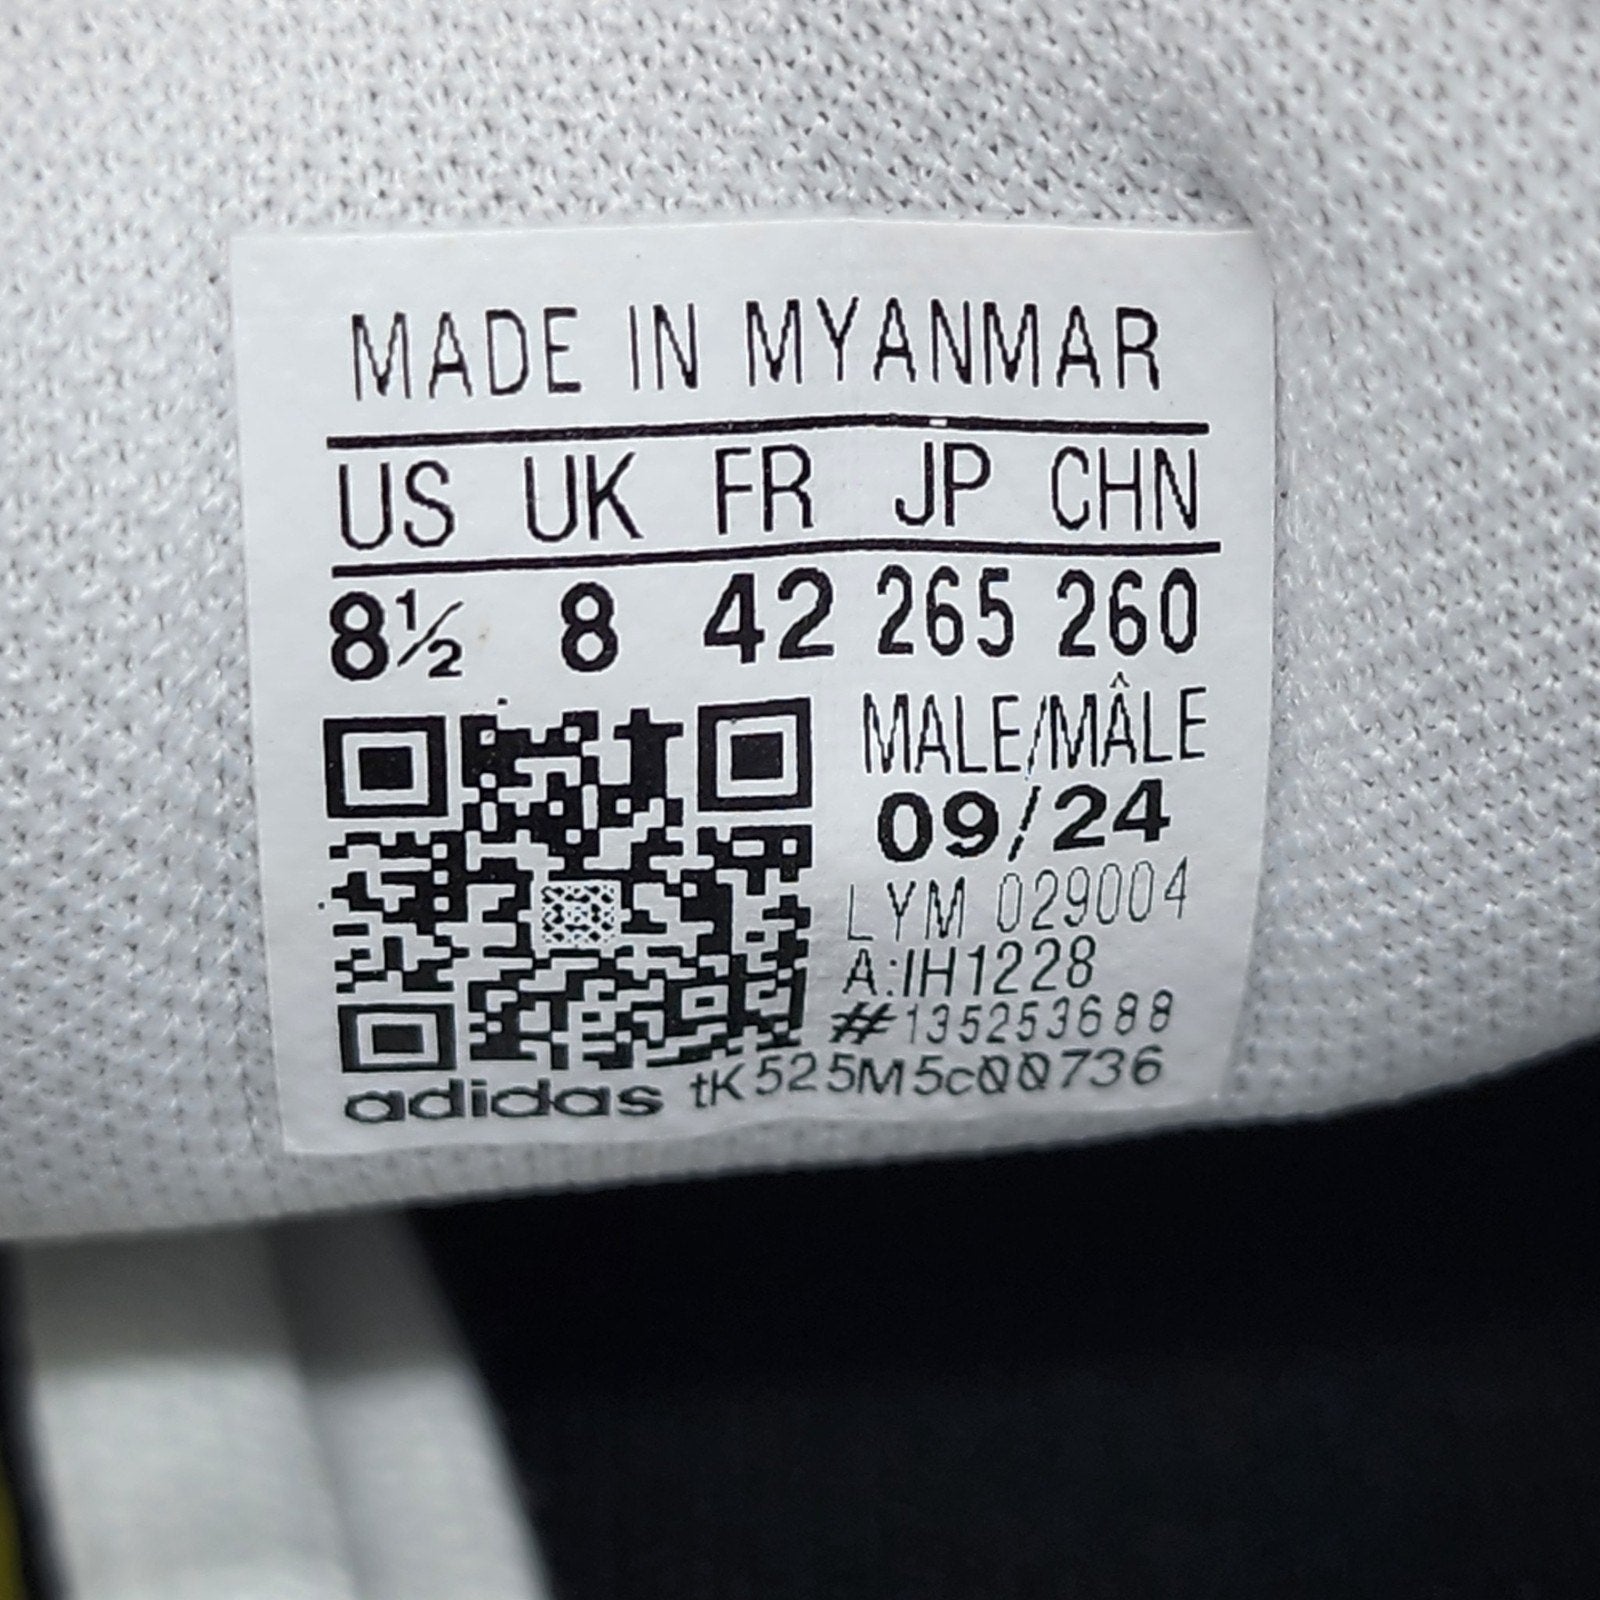 MADE IN MYANMAR
US UK FR JP CHN
8½ 8 42 265 260
MALE/MÂLE
09/24
LYM 029004
A:IH1228
#135253688
adidas tK525M5c00736